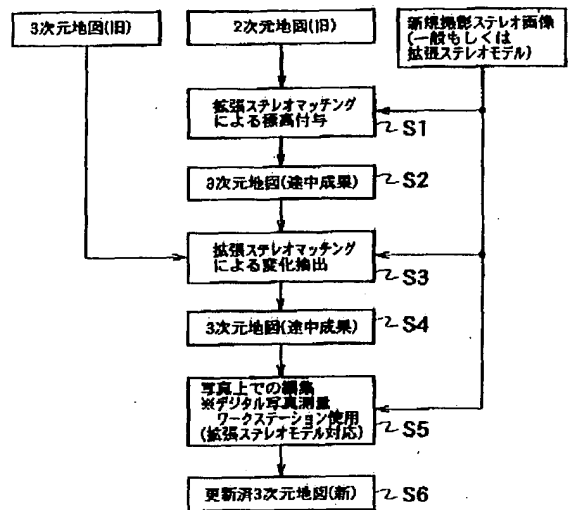 3次元地図(旧)
2次元地図(旧)
新規撮影ステレオ画像
(一般もしくは
拡張ステレオモデル)
拡張ステレオマッチング
による標高付与
S1
3次元地図(途中成果)
S2
拡張ステレオマッチング
による変化抽出
S3
3次元地図(途中成果)
S4
写真上での編集
※デジタル写真測量
ワークステーション使用
(拡張ステレオモデル対応)
S5
更新済3次元地図(新)
S6